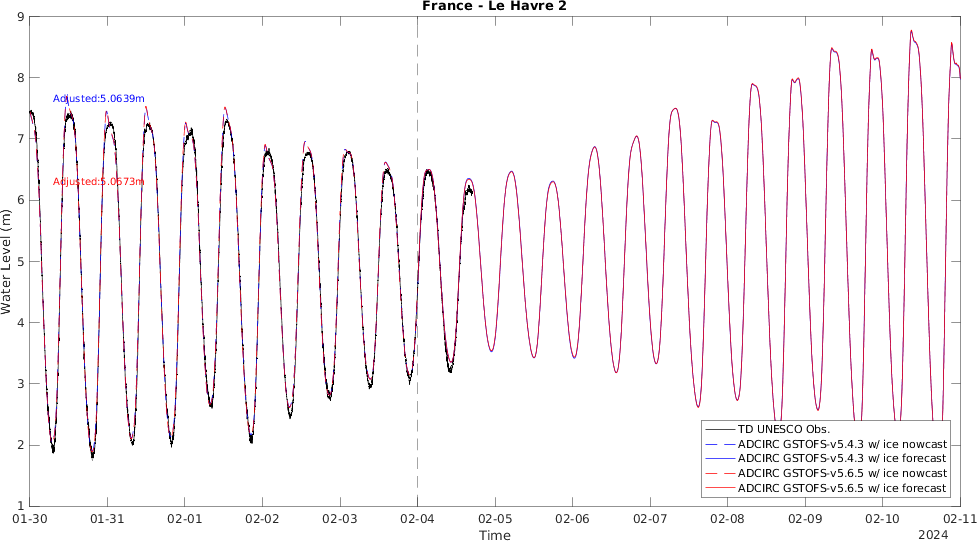 France - Le Havre 2
9
8
7
6
5
4
3
2
1
Water Level (m)
Adjusted:5.0639m
Adjusted:5.0573m
TD UNESCO Obs.
ADCIRC GSTOFS-v5.4.3 w/ ice nowcast
ADCIRC GSTOFS-v5.4.3 w/ ice forecast
ADCIRC GSTOFS-v5.6.5 w/ ice nowcast
ADCIRC GSTOFS-v5.6.5 w/ ice forecast
01-30 01-31 02-01 02-02 02-03 02-04 02-05 02-06 02-07 02-08 02-09 02-10 02-11
Time
2024